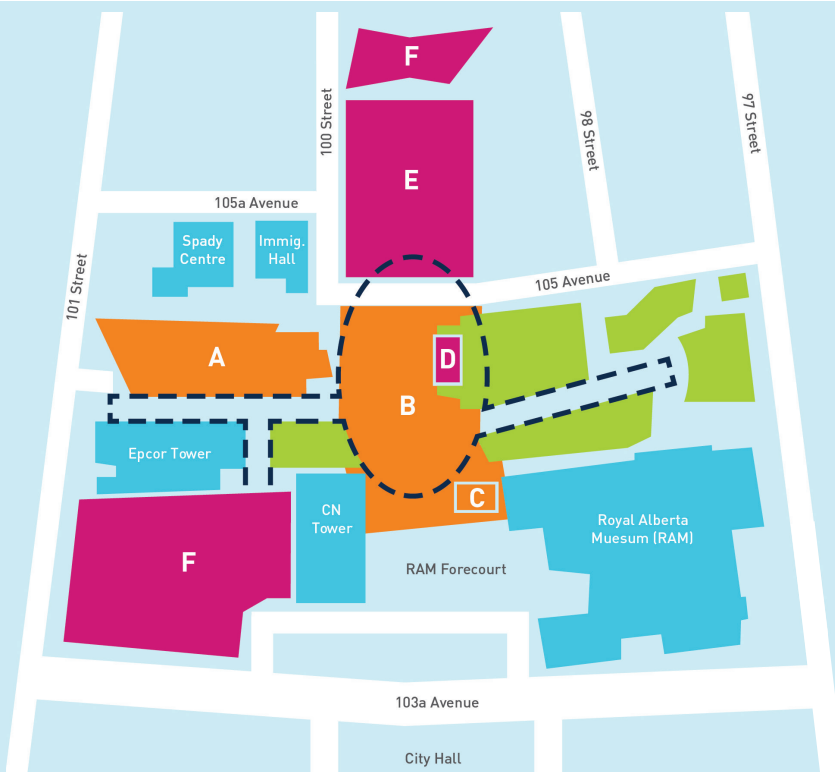 F
100 Street
98 Street
97 Street
E
105a Avenue
Spady
Centre
Immig.
Hall
101 Street
105 Avenue
A
D
B
Epcor Tower
C
CN
Tower
Royal Alberta
Muesum (RAM)
F
RAM Forecourt
103a Avenue
City Hall